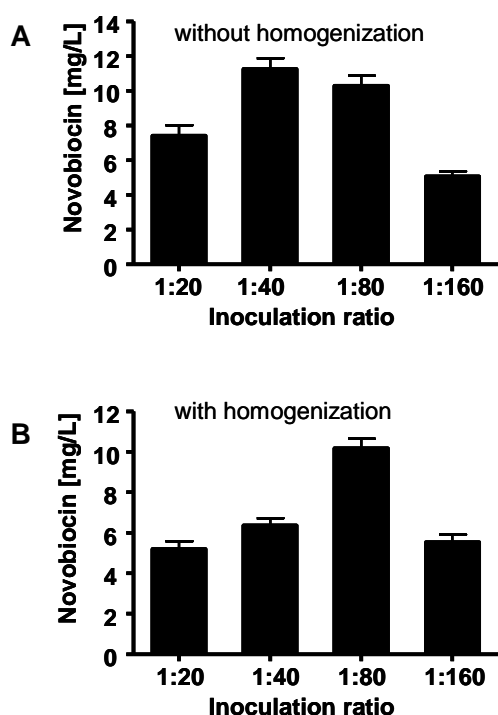 A
without homogenization
Novobiocin [mg/L]
14
12
10
8
6
4
2
0
1:20 1:40 1:80 1:160
Inoculation ratio
B
with homogenization
Novobiocin [mg/L]
12
10
8
6
4
2
0
1:20 1:40 1:80 1:160
Inoculation ratio